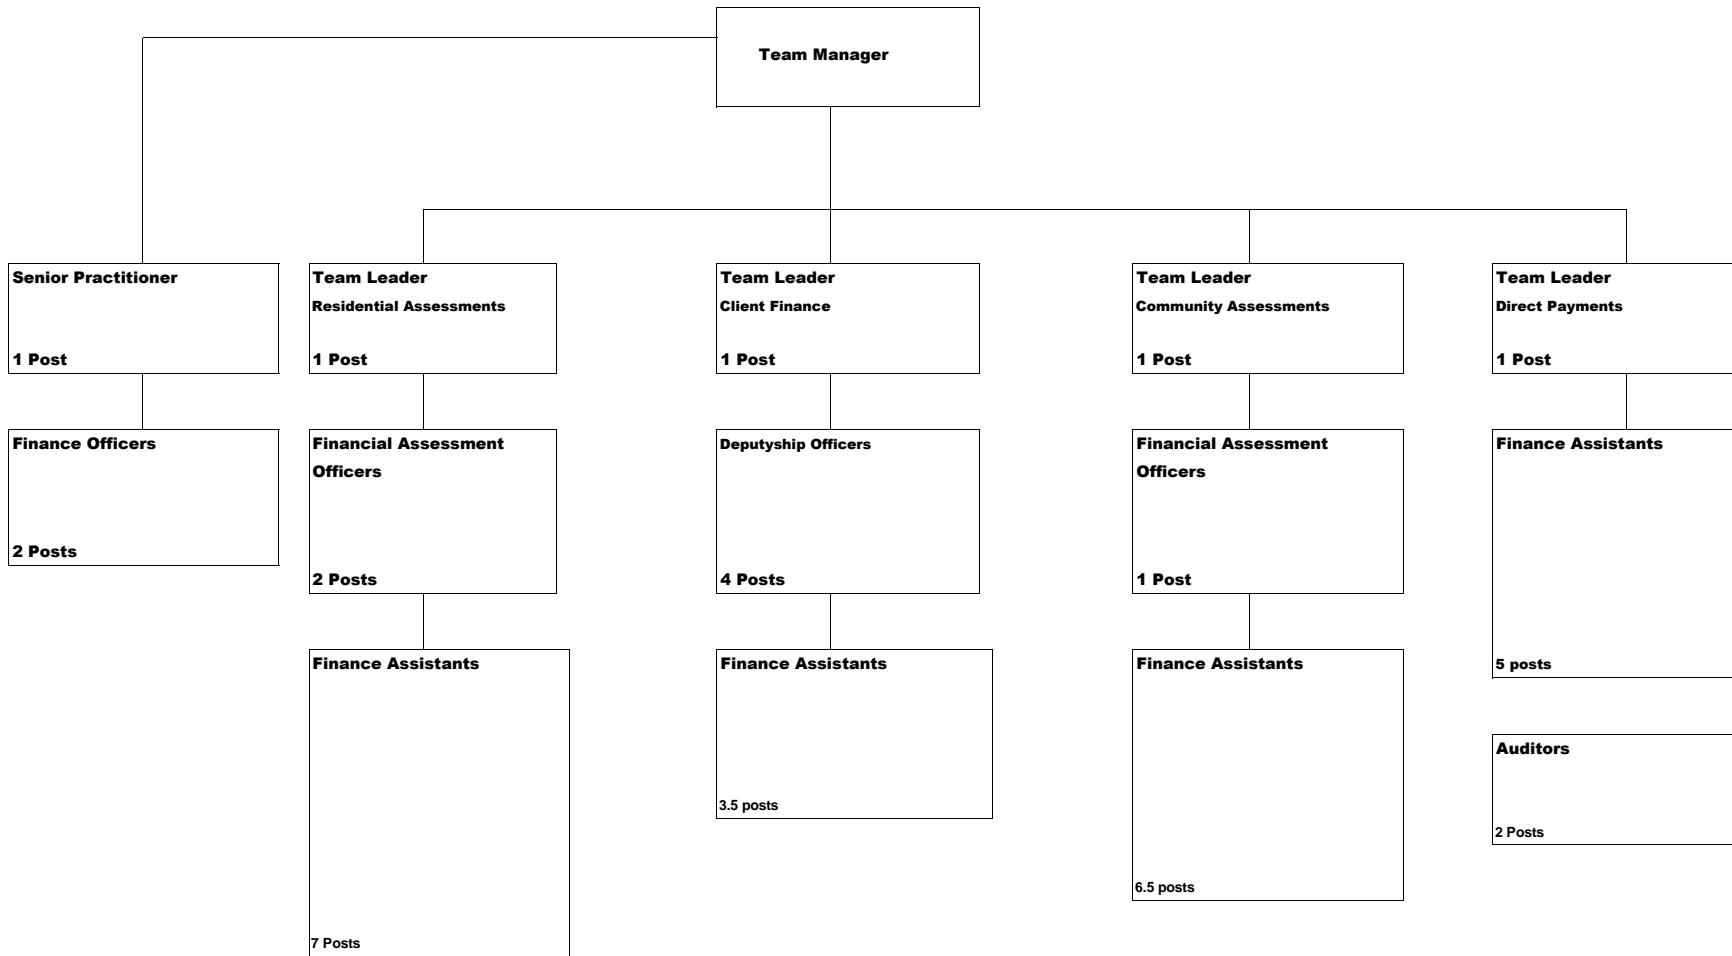 Team Manager
Senior Practitioner
1 Post
Finance Officers
2 Posts
Team Leader
Residential Assessments
1 Post
Financial Assessment
Officers
2 Posts
Finance Assistants
7 Posts
Team Leader
Client Finance
1 Post
Deputyship Officers
4 Posts
Finance Assistants
3.5 posts
Team Leader
Community Assessments
1 Post
Financial Assessment
Officers
1 Post
Finance Assistants
6.5 posts
Team Leader
Direct Payments
1 Post
Finance Assistants
5 posts
Auditors
2 Posts